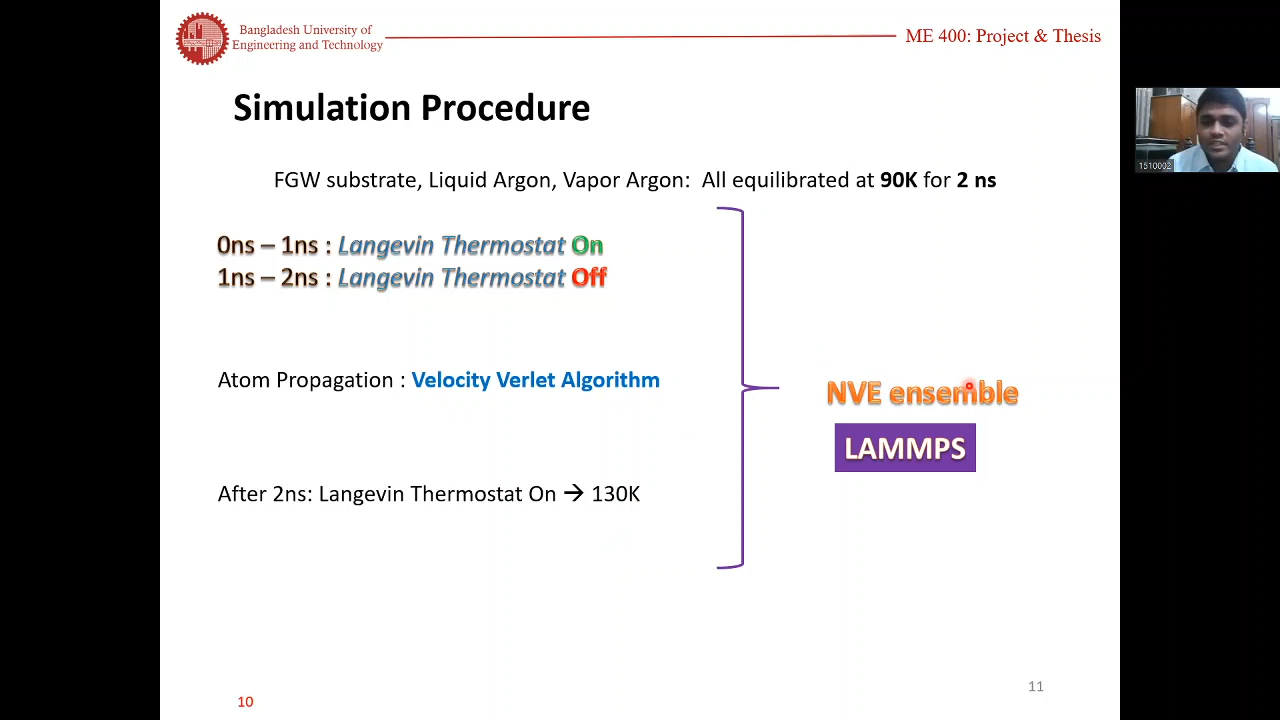 Bangladesh University of
Engineering and Technology
ME 400: Project & Thesis
Simulation Procedure
FGW substrate, Liquid Argon, Vapor Argon: All equilibrated at 90K for 2 ns
0ns – 1ns : Langevin Thermostat On
1ns – 2ns : Langevin Thermostat Off
Atom Propagation : Velocity Verlet Algorithm
NVE ensemble
LAMMPS
After 2ns: Langevin Thermostat On → 130K
10
11
1510002